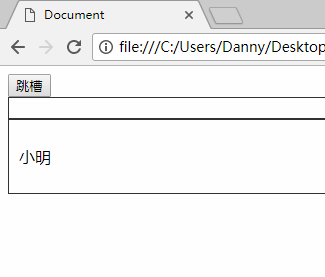 Document
file:///C:/Users/Danny/Desktop
跳槽
小明